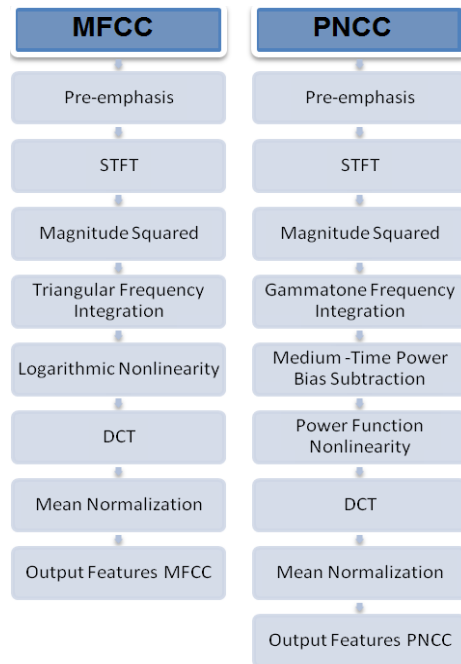 MFCC
Pre-emphasis
STFT
Magnitude Squared
Triangular Frequency
Integration
Logarithmic Nonlinearity
DCT
Mean Normalization
Output Features MFCC
PNCC
Pre-emphasis
STFT
Magnitude Squared
Gammatone Frequency
Integration
Medium -Time Power
Bias Subtraction
Power Function
Nonlinearity
DCT
Mean Normalization
Output Features PNCC